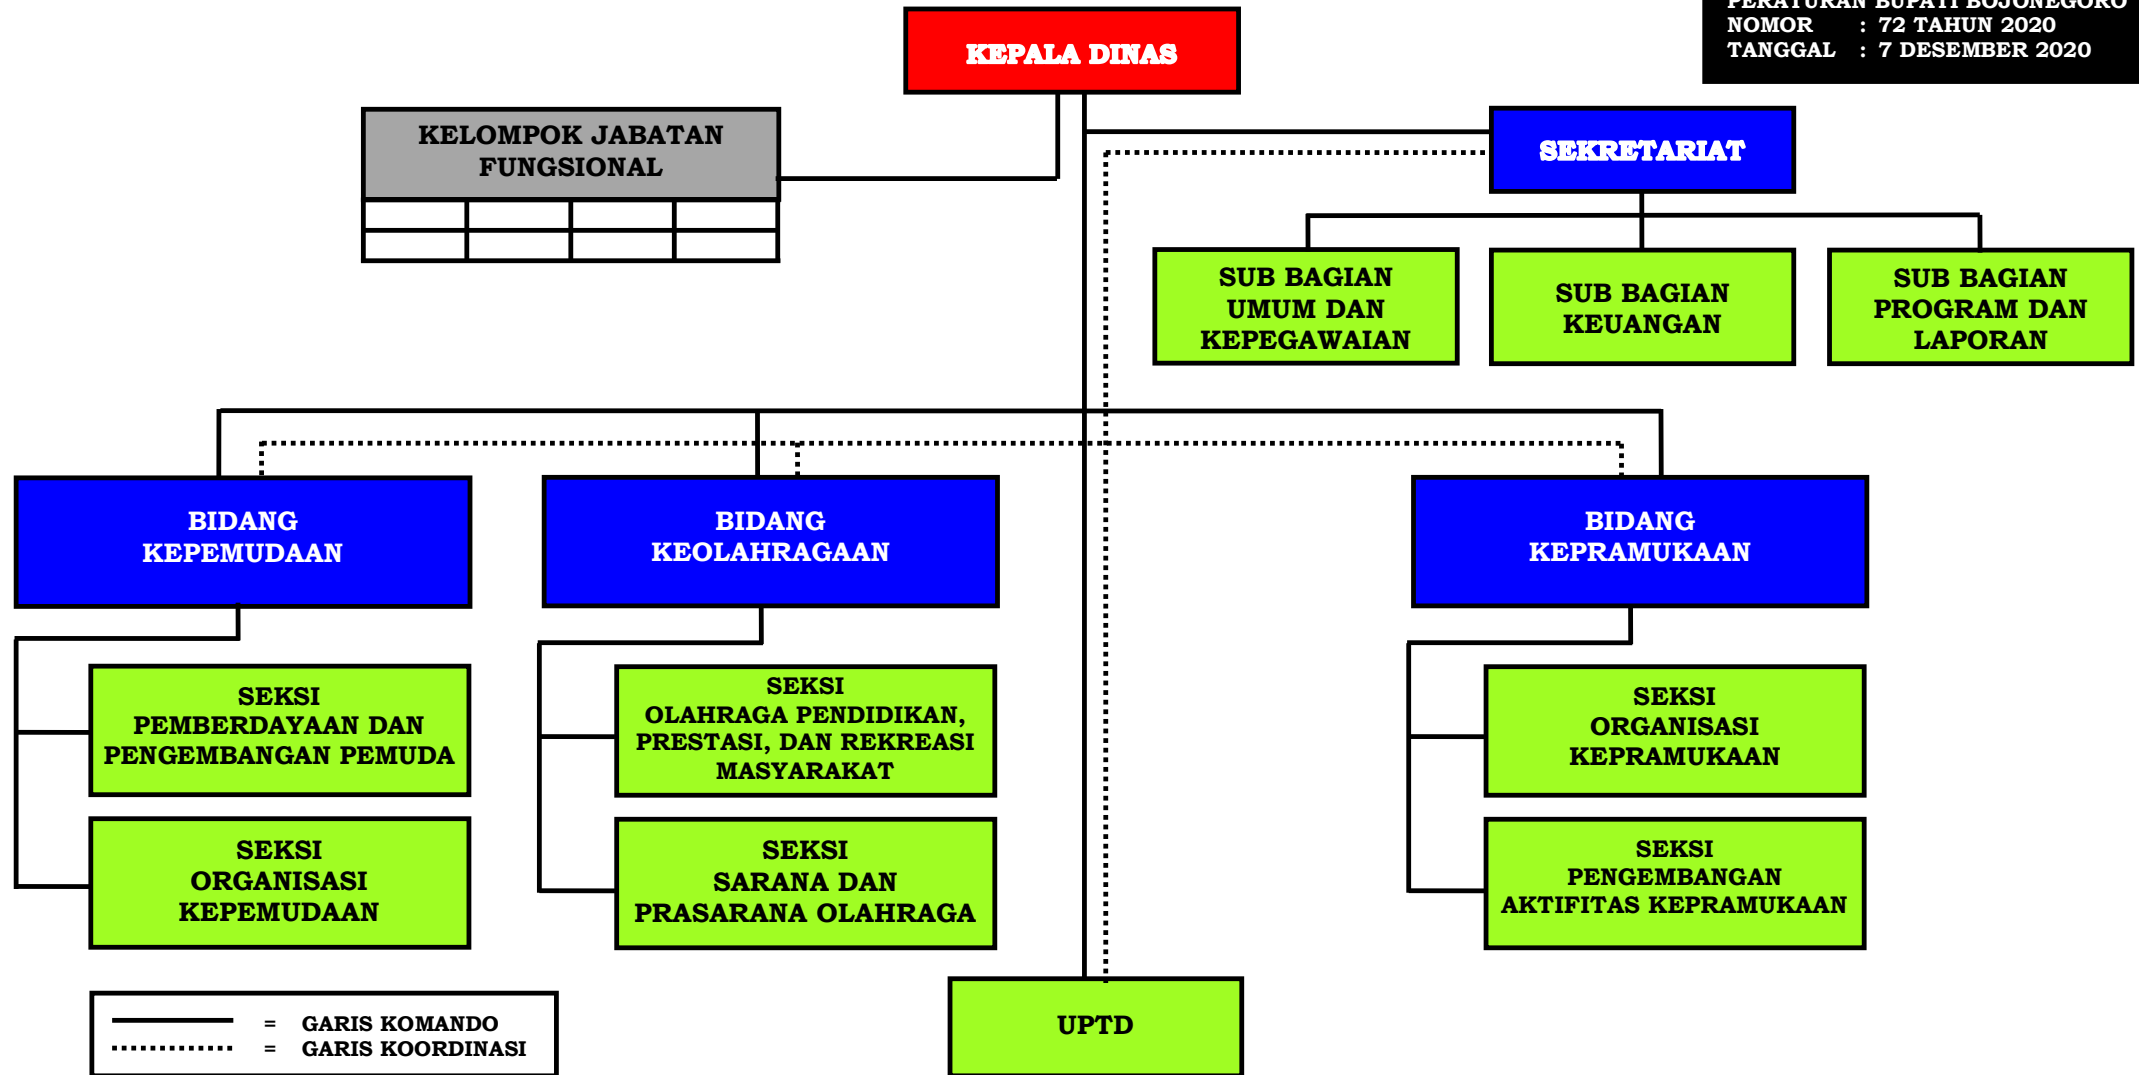 PERATURAN BUPATI BOJONEGORO
NOMOR : 72 TAHUN 2020
TANGGAL : 7 DESEMBER 2020
KEPALA DINAS
KELOMPOK JABATAN
FUNGSIONAL
SEKRETARIAT
SUB BAGIAN
UMUM DAN
KEPEGAWAIAN
SUB BAGIAN
KEUANGAN
SUB BAGIAN
PROGRAM DAN
LAPORAN
BIDANG
KEPEMUDAAN
BIDANG
KEOLAHRAGAAN
BIDANG
KEPRAMUKAAN
SEKSI
PEMBERDAYAAN DAN
PENGEMBANGAN PEMUDA
SEKSI
OLAHRAGA PENDIDIKAN,
PRESTASI, DAN REKREASI
MASYARAKAT
SEKSI
ORGANISASI
KEPRAMUKAAN
SEKSI
ORGANISASI
KEPEMUDAAN
SEKSI
SARANA DAN
PRASARANA OLAHRAGA
SEKSI
PENGEMBANGAN
AKTIFITAS KEPRAMUKAAN
UPTD
= GARIS KOMANDO
= GARIS KOORDINASI